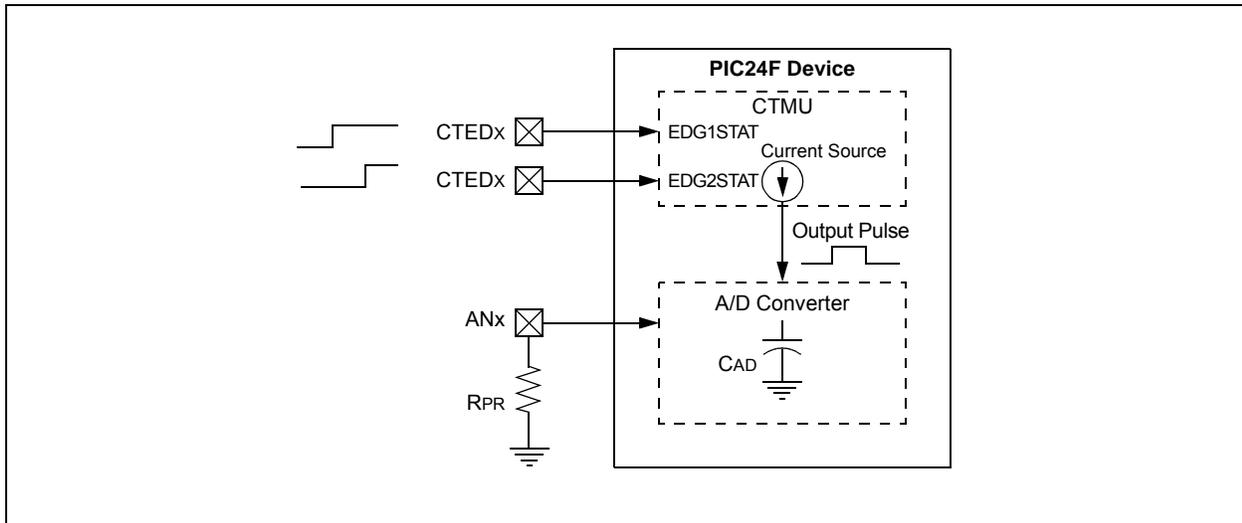 PIC24F Device
CTMU
CTEDX
EDG1STAT
Current Source
CTEDX
EDG2STAT
Output Pulse
A/D Converter
ANX
CAD
RPR